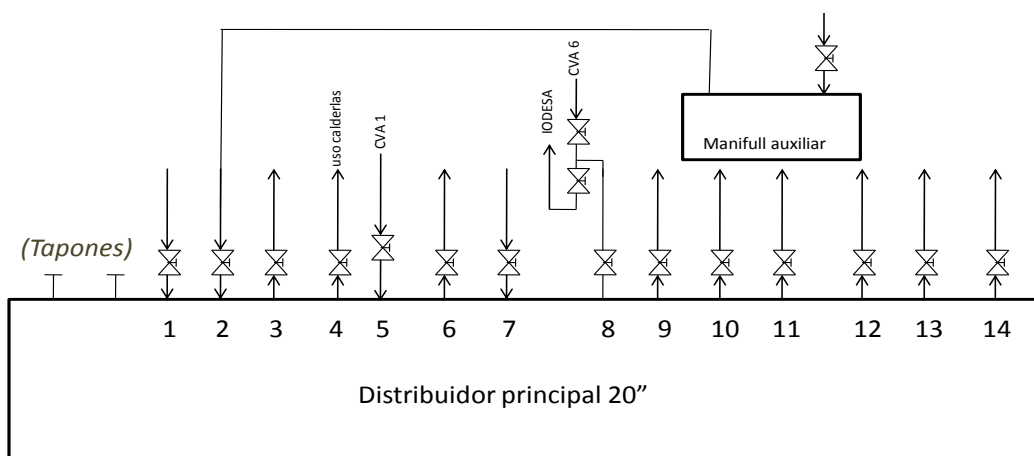 CVA 6
IODESA
Manifull auxiliar
uso calderlas
CVA 1
(Tapones)
1 2 3 4 5 6 7 8 9 10 11 12 13 14
Distribuidor principal 20”